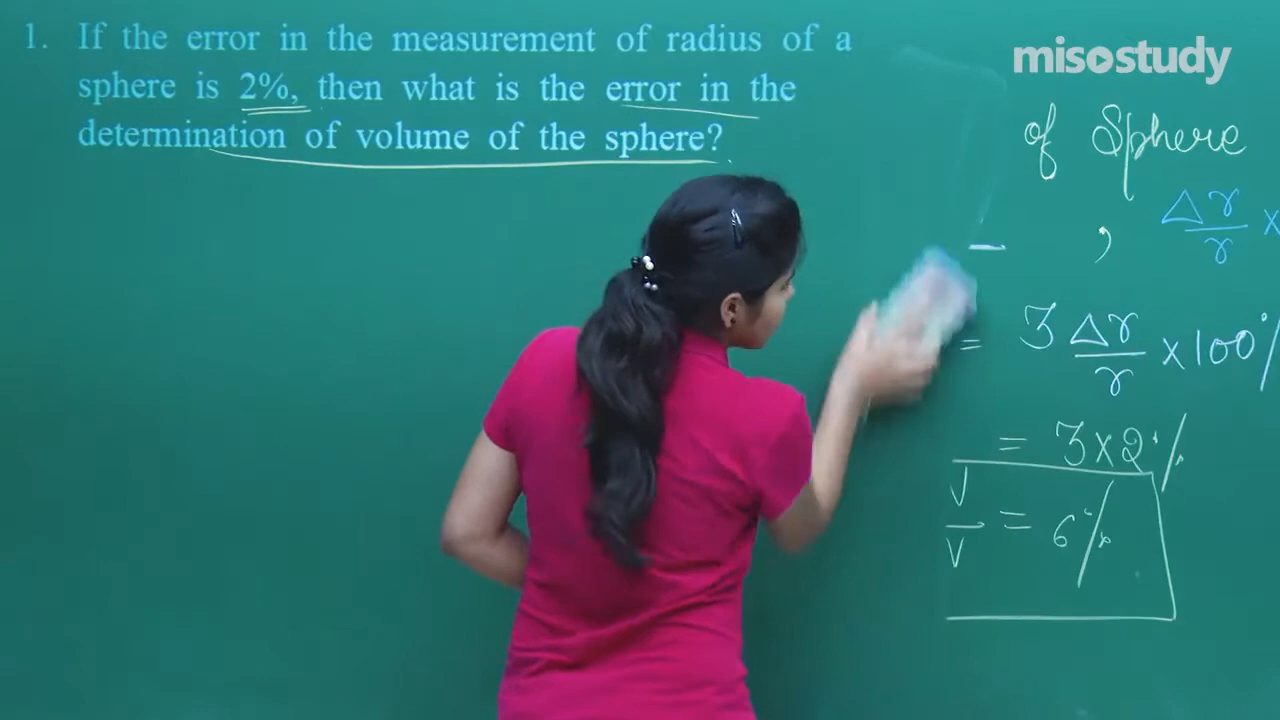 1. If the error in the measurement of radius of a
sphere is 2%, then what is the error in the
determination of volume of the sphere?
misostudy
of Sphere
, Δr/r ×
= 3 Δr/r × 100%
= 3×2%
V/V = 6%